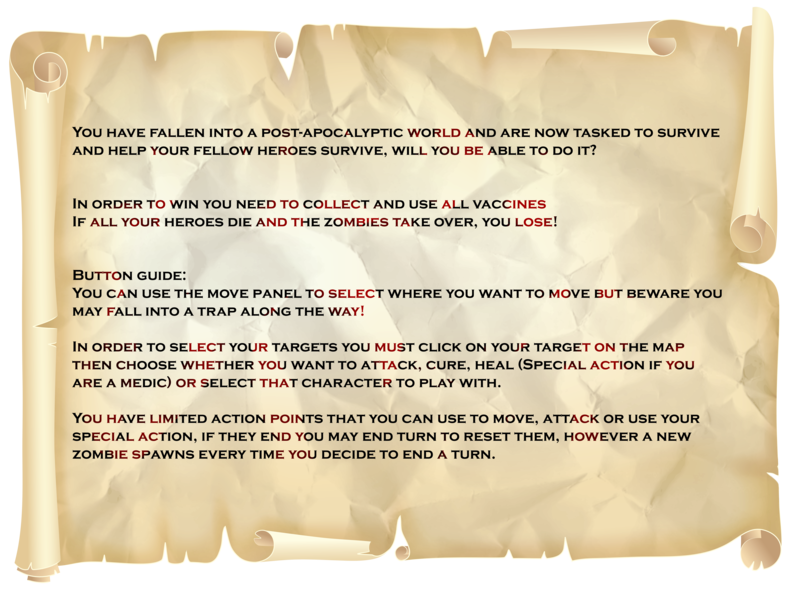 You have fallen into a post-apocalyptic world and are now tasked to survive
and help your fellow heroes survive, will you be able to do it?
In order to win you need to collect and use all vaccines
If all your heroes die and the zombies take over, you lose!
Button guide:
You can use the move panel to select where you want to move but beware you
may fall into a trap along the way!
In order to select your targets you must click on your target on the map
then choose whether you want to attack, cure, heal (Special action if you
are a medic) or select that character to play with.
You have limited action points that you can use to move, attack or use your
special action, if they end you may end turn to reset them, however a new
zombie spawns every time you decide to end a turn.